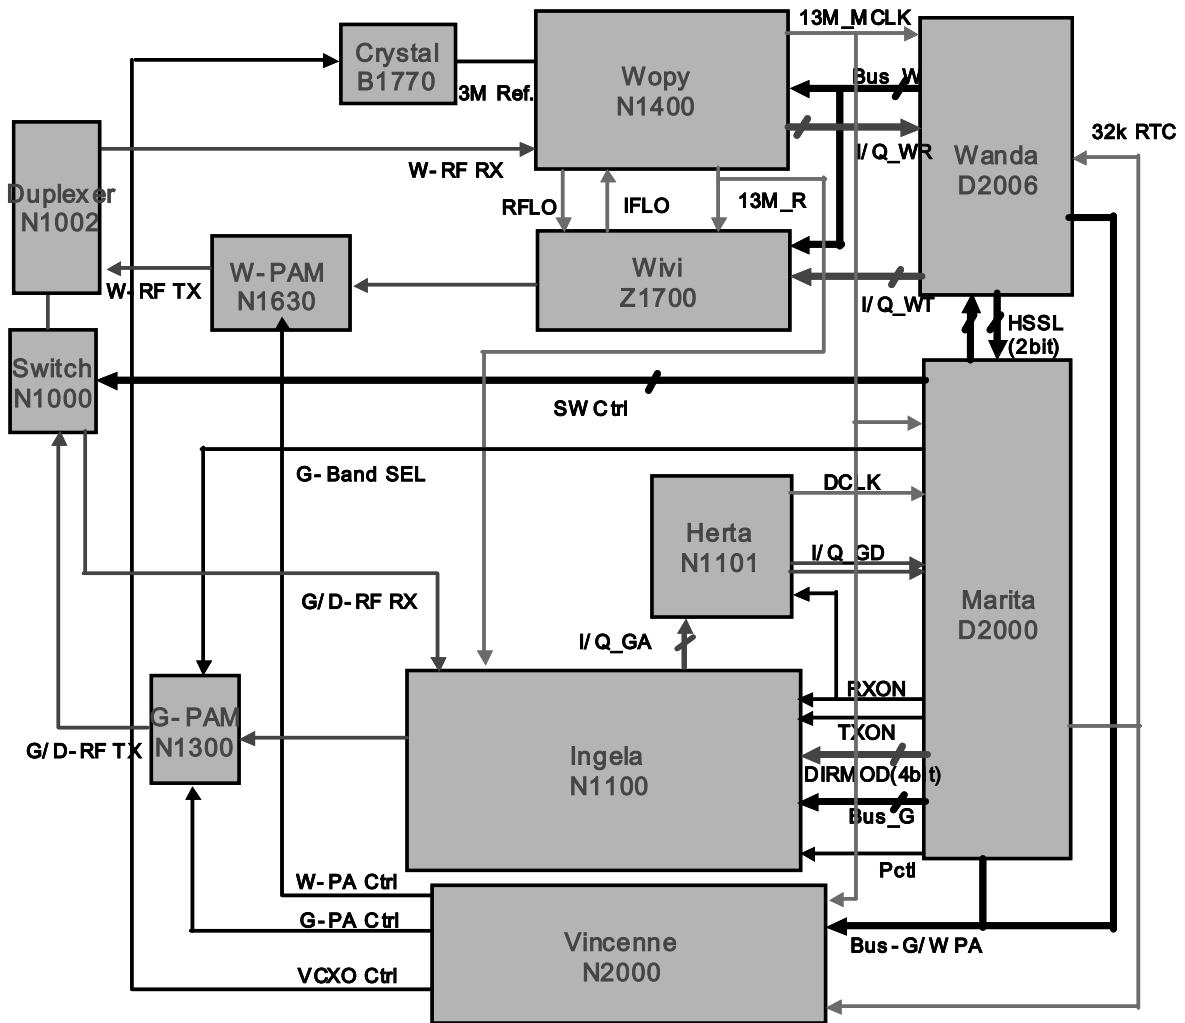 13M_MCLK
Crystal
B1770
3M Ref.
Wopy
N1400
Bus_W
I/Q_WR
Wanda
D2006
32k RTC
Duplexer
N1002
W-RF RX
RFLO
IFLO
13M_R
W-PAM
N1630
W-RF TX
Wivi
Z1700
I/Q_WT
HSSL
(2bit)
Switch
N1000
SW Ctrl
G-Band SEL
DCLK
Herta
N1101
I/Q_GD
G/D-RF RX
I/Q_GA
Marita
D2000
RXON
G-PAM
N1300
G/D-RF TX
TXON
Ingela
N1100
DIRMOD(4bit)
Bus_G
Pctl
W-PA Ctrl
G-PA Ctrl
Vincenne
N2000
Bus-G/W PA
VCXO Ctrl